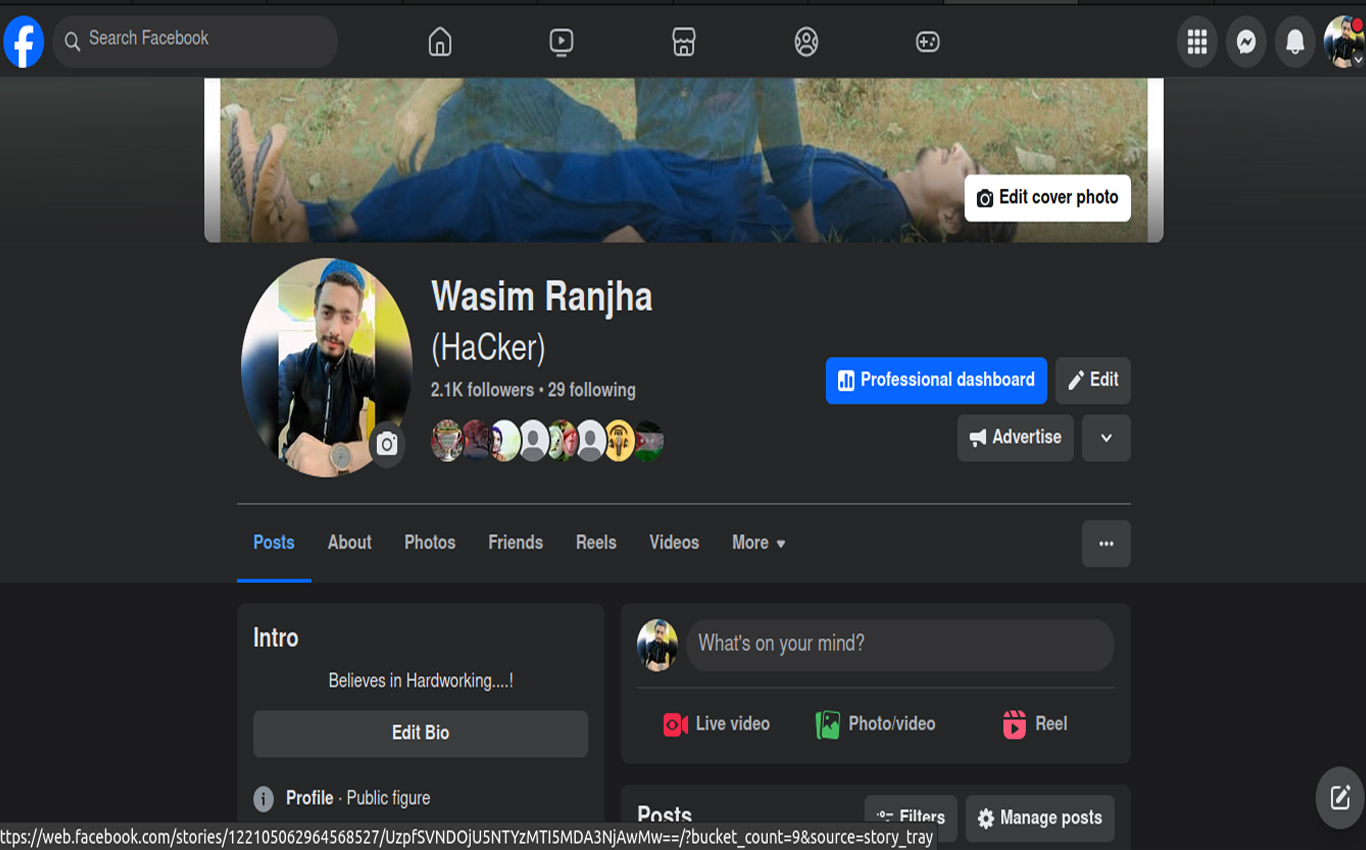 Search Facebook
Edit cover photo
Wasim Ranjha
(HaCker)
2.1K followers • 29 following
Professional dashboard
Edit
Advertise
Posts
About
Photos
Friends
Reels
Videos
More
Intro
Believes in Hardworking....!
Edit Bio
Profile · Public figure
What's on your mind?
Live video
Photo/video
Reel
Posts
Filters
Manage posts
ttps://web.facebook.com/stories/122105062964568527/UzpfSVNDOjU5NTYzMTI5MDA3NjAwMw==/?bucket_count=9&source=story_tray